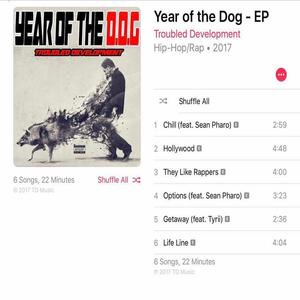 YEAR OF THE D.O.G
TROUBLED DEVELOPMENT
6 Songs, 22 Minutes
Shuffle All
℗ 2017 TD Music
Year of the Dog - EP
Troubled Development
Hip-Hop/Rap • 2017
Shuffle All
1 Chill (feat. Sean Pharo) E 2:59
2 Hollywood E 4:48
3 They Like Rappers E 4:00
4 Options (feat. Sean Pharo) E 3:23
5 Getaway (feat. Tyrii) E 2:36
6 Life Line E 4:04
6 Songs, 22 Minutes
℗ 2017 TD Music